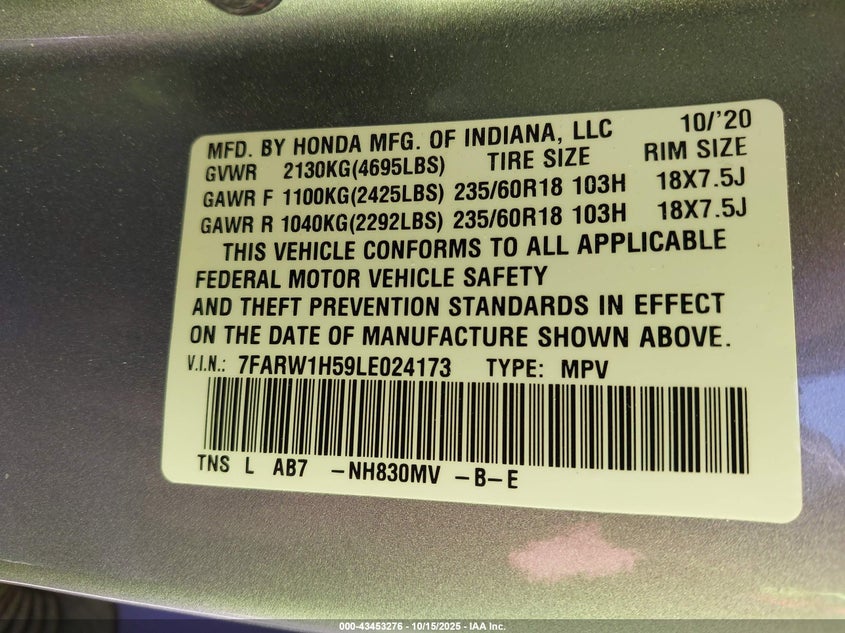 MFD. BY HONDA MFG. OF INDIANA, LLC 10/'20
GVWR 2130KG(4695LBS) TIRE SIZE RIM SIZE
GAWR F 1100KG(2425LBS) 235/60R18 103H 18X7.5J
GAWR R 1040KG(2292LBS) 235/60R18 103H 18X7.5J
THIS VEHICLE CONFORMS TO ALL APPLICABLE
FEDERAL MOTOR VEHICLE SAFETY
AND THEFT PREVENTION STANDARDS IN EFFECT
ON THE DATE OF MANUFACTURE SHOWN ABOVE.
V.I.N.: 7FARW1H59LE024173 TYPE: MPV
TNS L AB7 -NH830MV -B-E
000-43453276 - 10/15/2025 - IAA Inc.